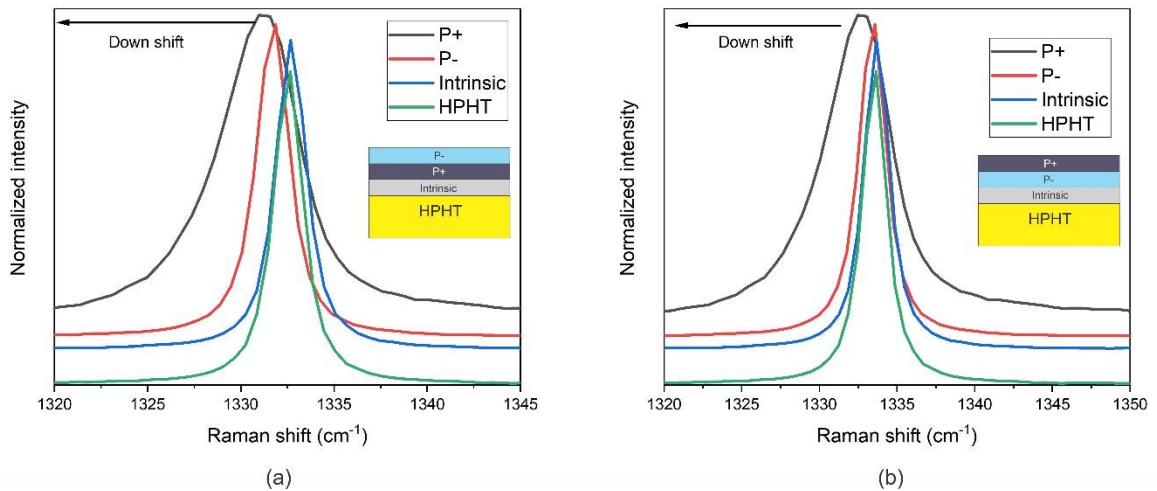 Down shift
P+
P-
Intrinsic
HPHT
P-
P+
Intrinsic
HPHT
Normalized intensity
1320 1325 1330 1335 1340 1345
Raman shift (cm-1)
(a)
Down shift
P+
P-
Intrinsic
HPHT
P+
P-
Intrinsic
HPHT
Normalized intensity
1320 1325 1330 1335 1340 1345 1350
Raman shift (cm-1)
(b)